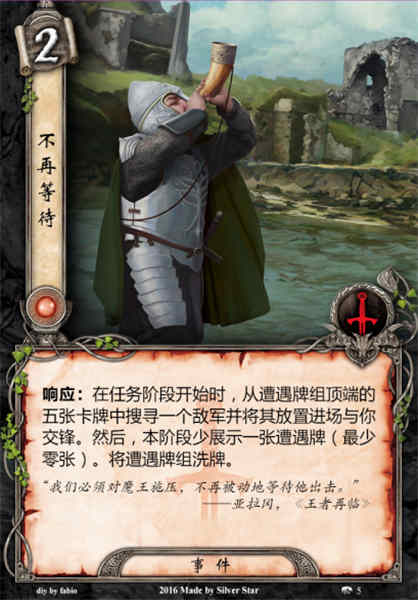 2
不再等待
响应：在任务阶段开始时，从遭遇牌组顶端的
五张卡牌中搜寻一个敌军并将其放置进场与你
交锋。然后，本阶段少展示一张遭遇牌（最少
零张）。将遭遇牌组洗牌。
“我们必须对魔王施压，不再被动地等待他出击。”
——亚拉冈，《王者再临》
事件
diy by fabio
2016 Made by Silver Star
5